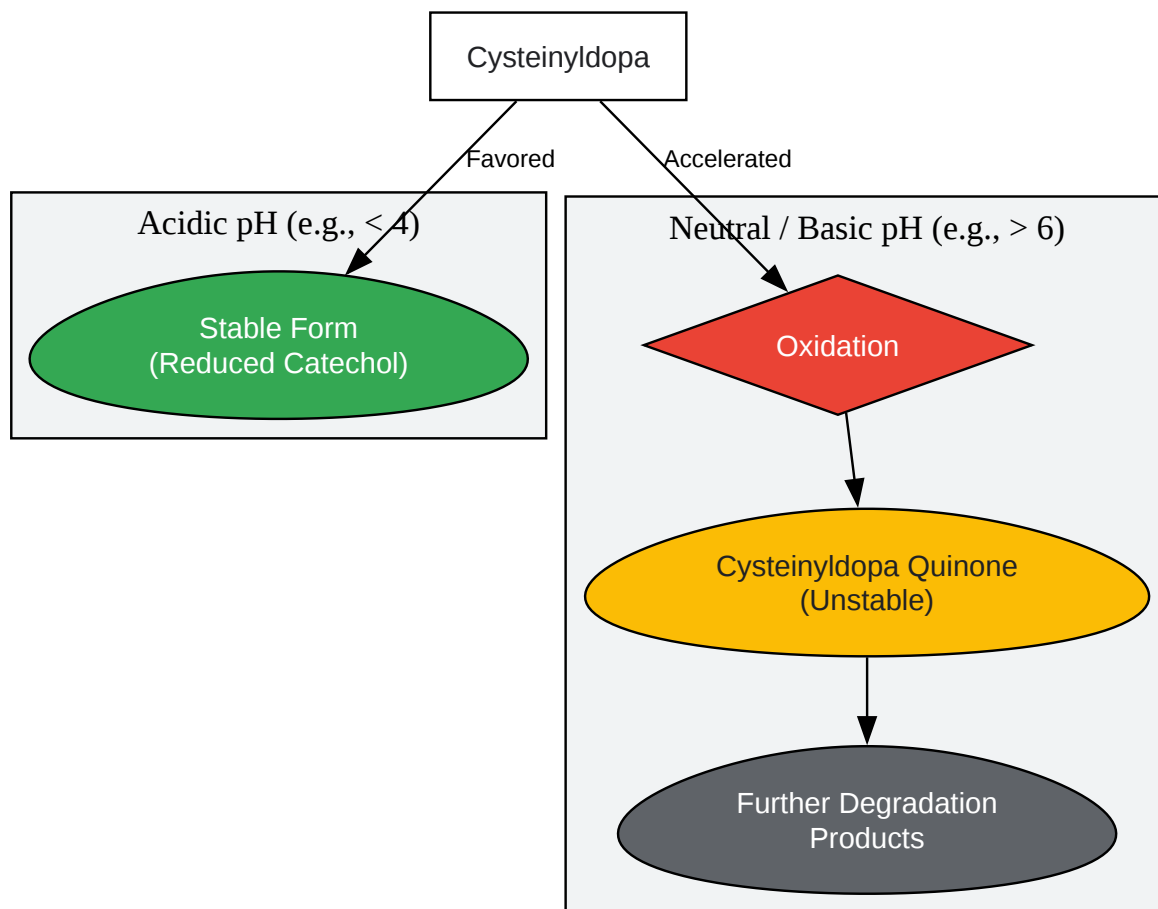 Cysteinyldopa
Favored
Accelerated
Acidic pH (e.g., < 4)
Neutral / Basic pH (e.g., > 6)
Stable Form
(Reduced Catechol)
Oxidation
Cysteinyldopa Quinone
(Unstable)
Further Degradation
Products